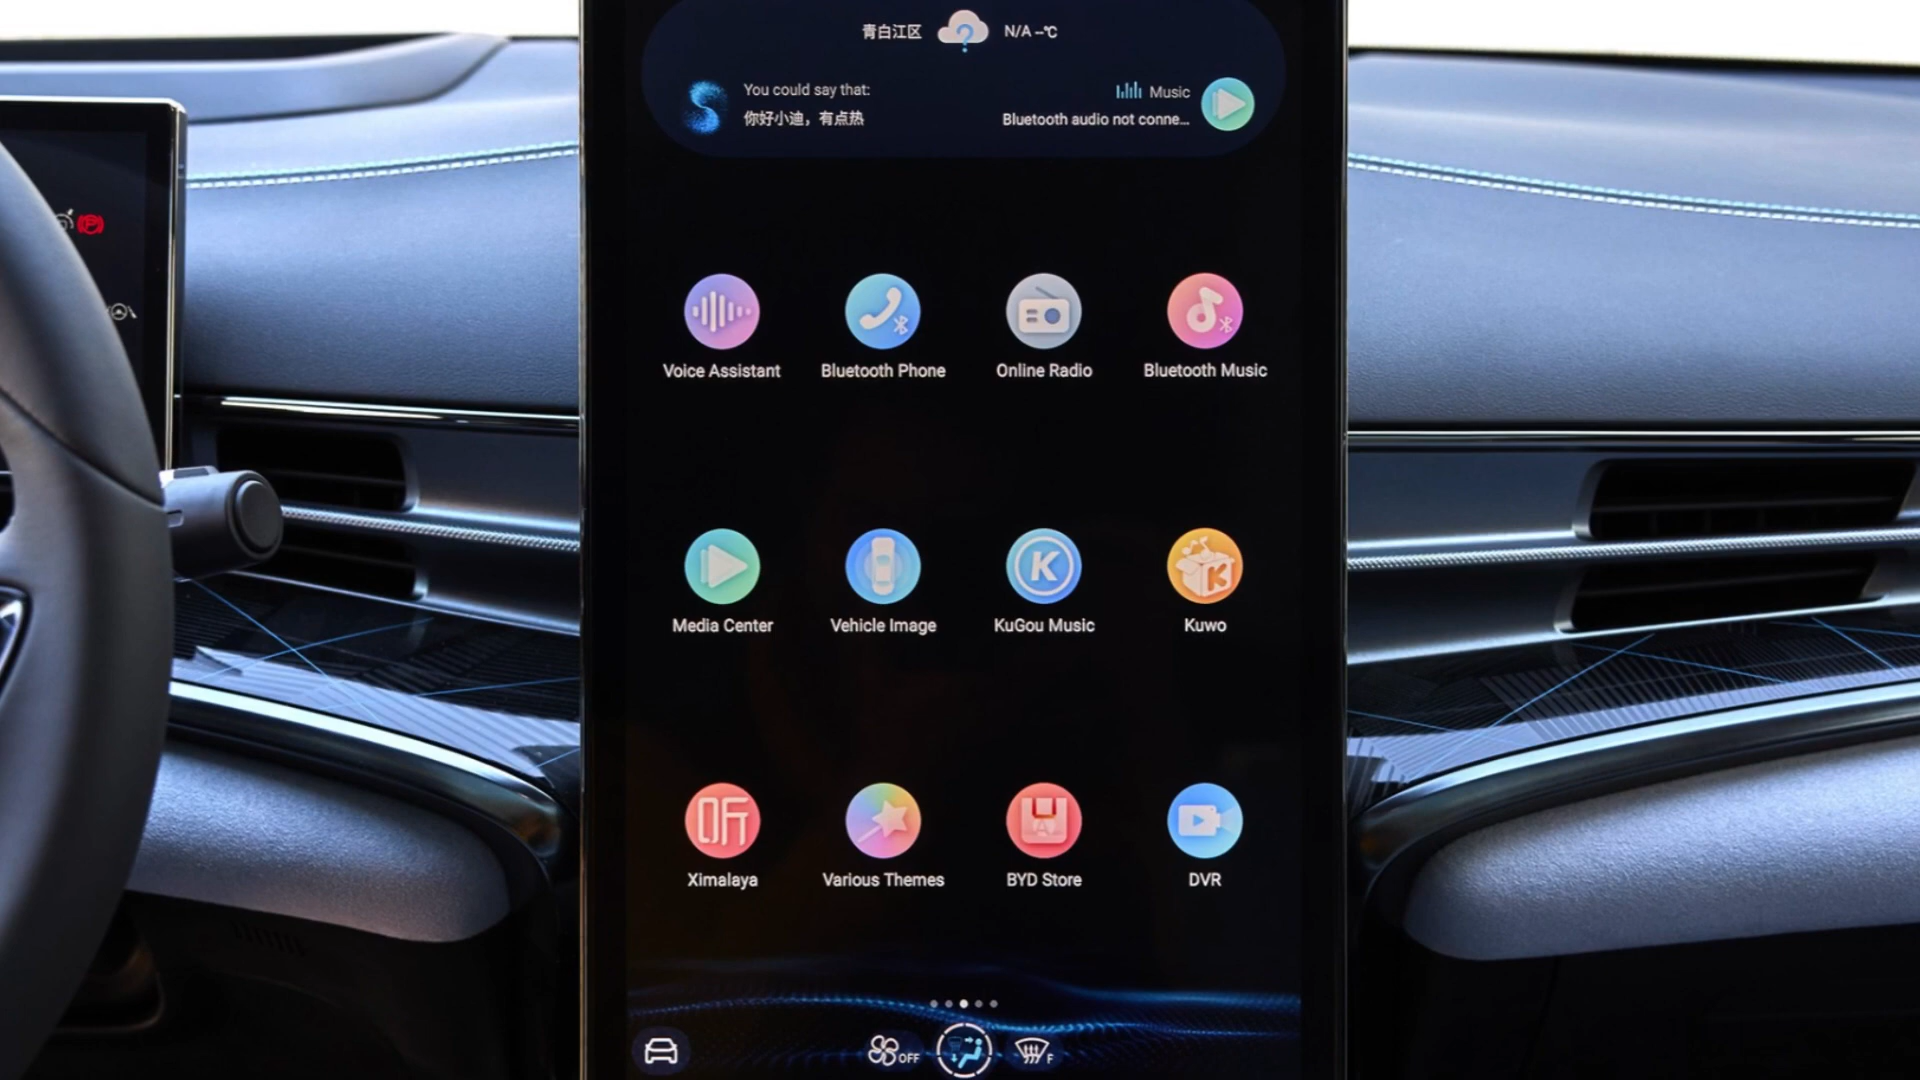 青白江区 N/A --℃
You could say that:
你好小迪，有点热
Music
Bluetooth audio not conne...
Voice Assistant Bluetooth Phone Online Radio Bluetooth Music
K K
Media Center Vehicle Image KuGou Music Kuwo
听
Ximalaya Various Themes BYD Store DVR
OFF F